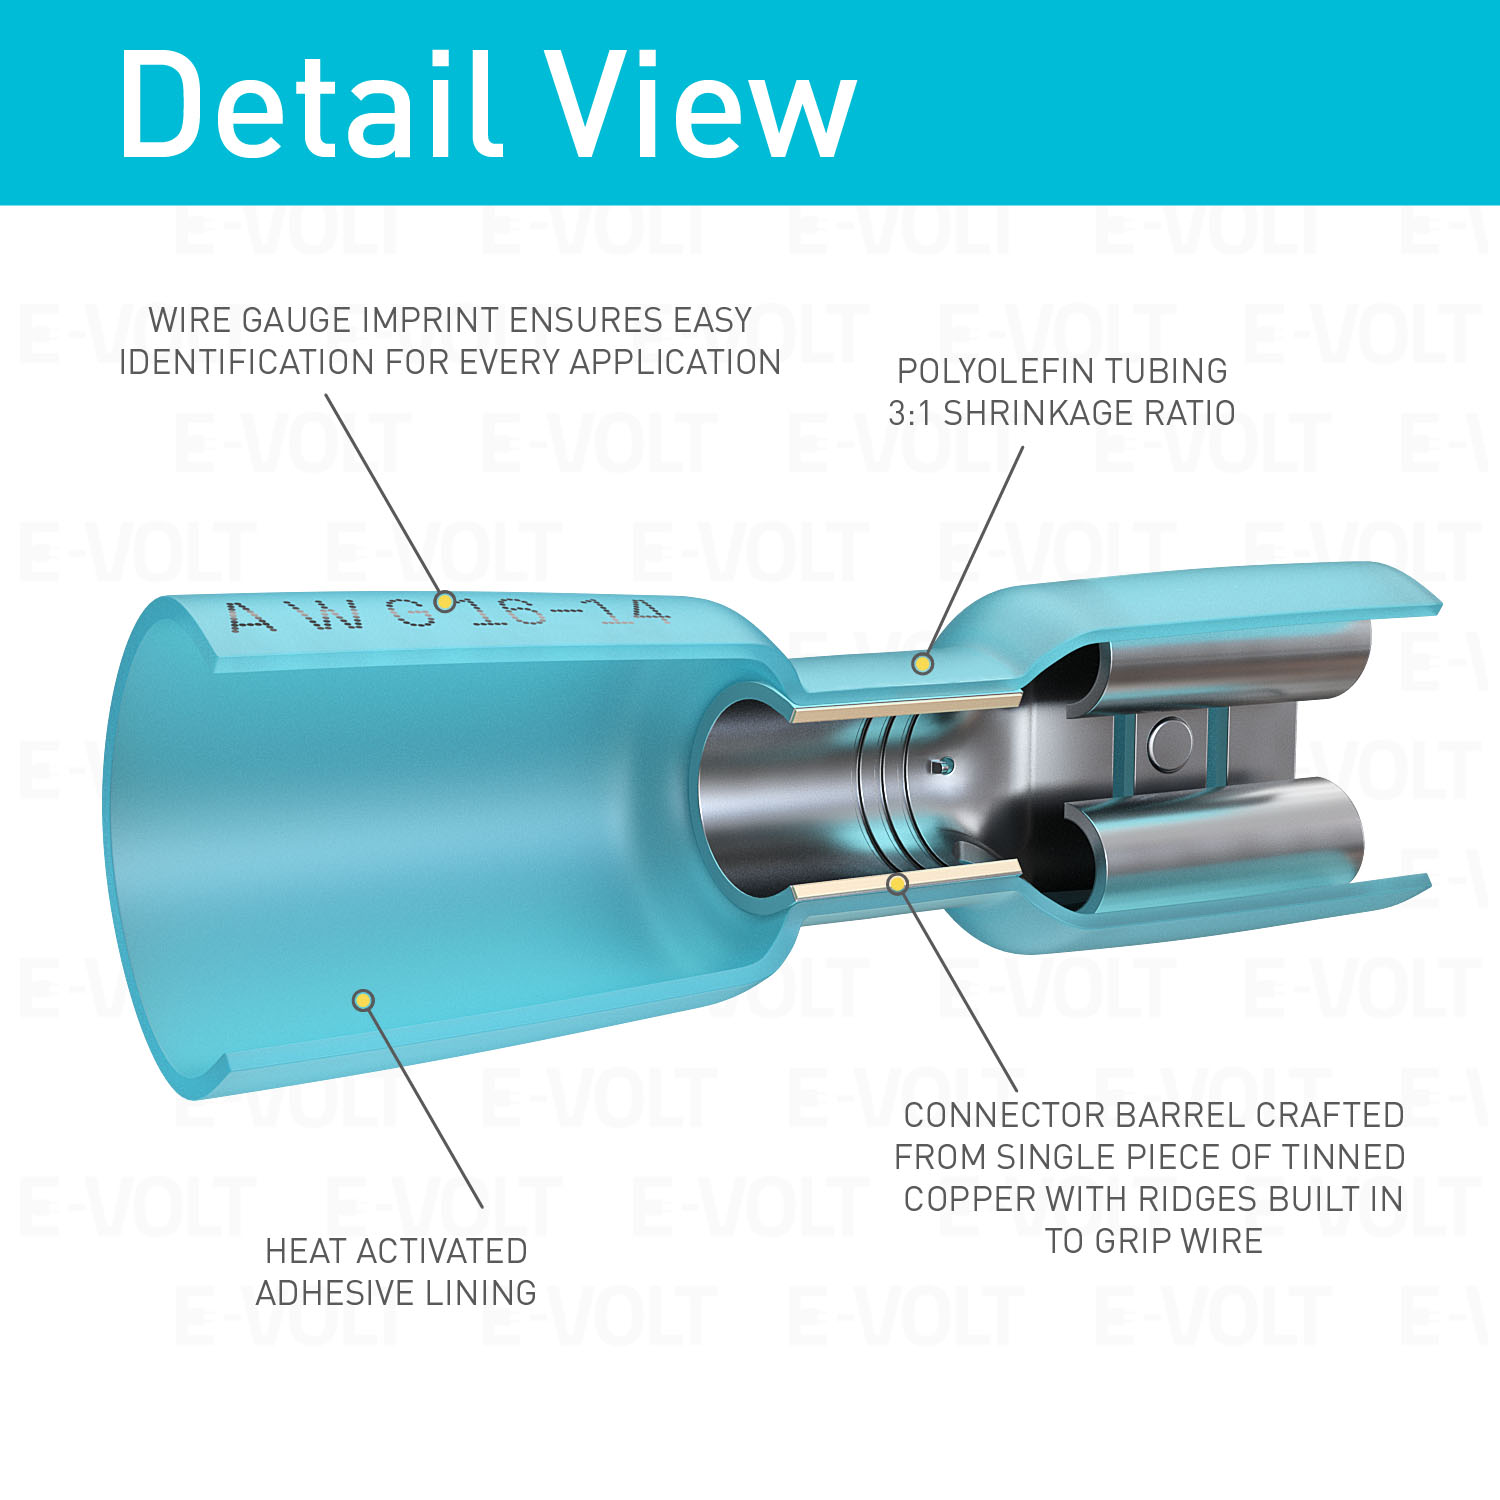 Detail View
WIRE GAUGE IMPRINT ENSURES EASY
IDENTIFICATION FOR EVERY APPLICATION
POLYOLEFIN TUBING
3:1 SHRINKAGE RATIO
AWG16-14
CONNECTOR BARREL CRAFTED
FROM SINGLE PIECE OF TINNED
COPPER WITH RIDGES BUILT IN
TO GRIP WIRE
HEAT ACTIVATED
ADHESIVE LINING
E-VOLT